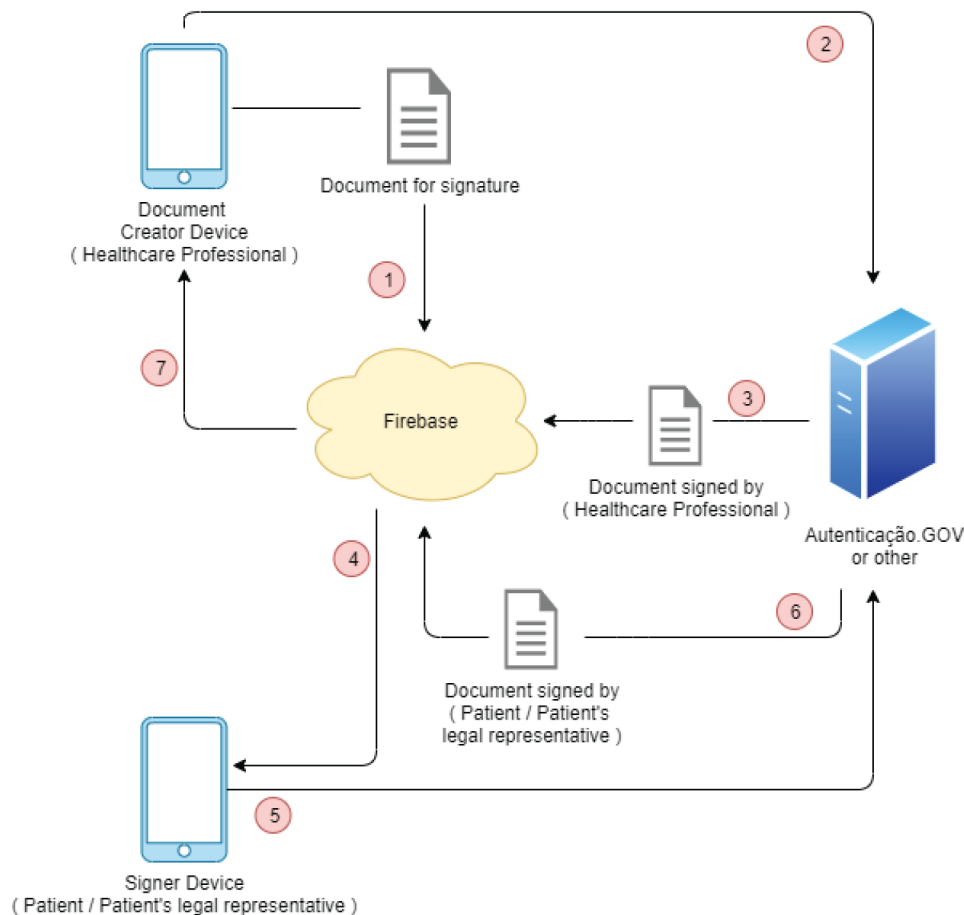 2
Document for signature
Document
Creator Device
( Healthcare Professional )
1
7
3
Firebase
Document signed by
( Healthcare Professional )
Autenticação.GOV
or other
4
6
Document signed by
( Patient / Patient's
legal representative )
5
Signer Device
( Patient / Patient's legal representative )